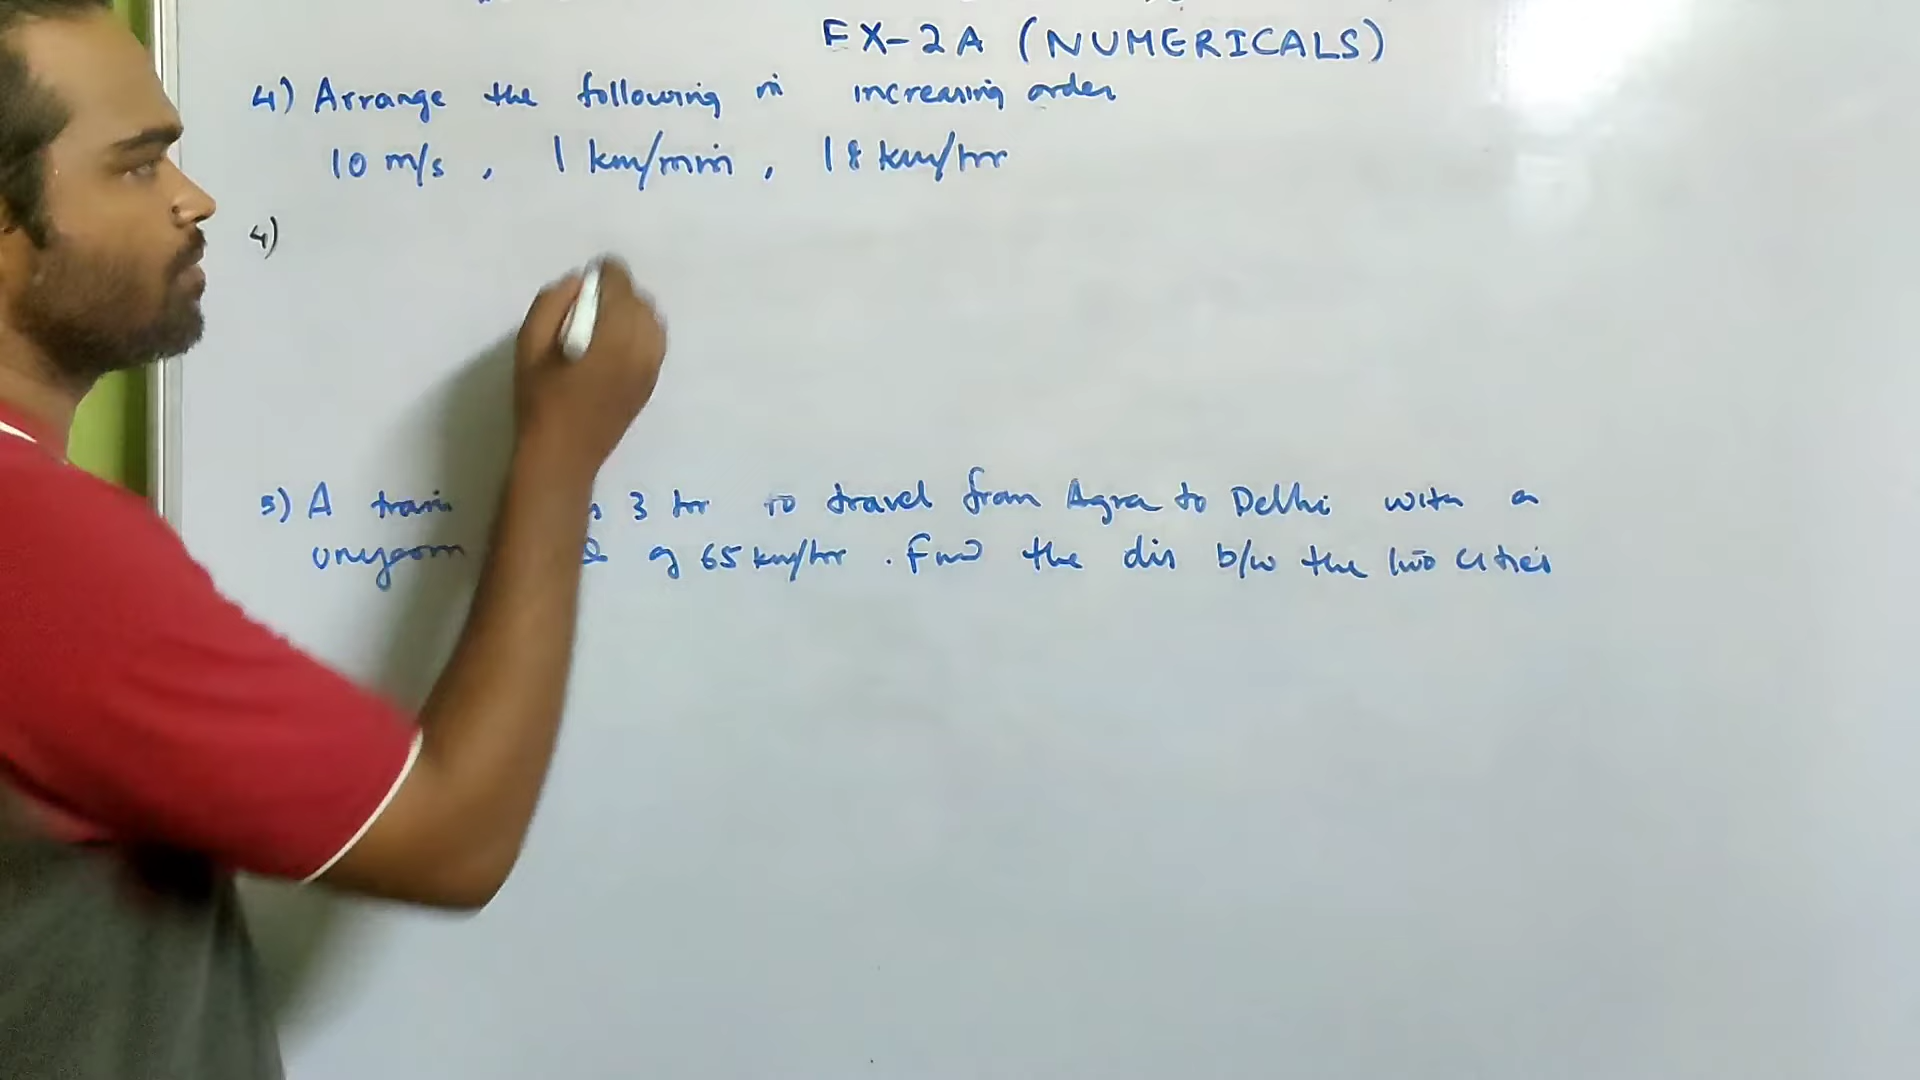 EX-2A (NUMERICALS)
4) Arrange the following in increasing order
10 m/s , 1 km/min , 18 km/hr
4)
5) A train 3 hr to travel from Agra to Delhi with a
uniform of 65 km/hr . Find the dis b/w the two cities